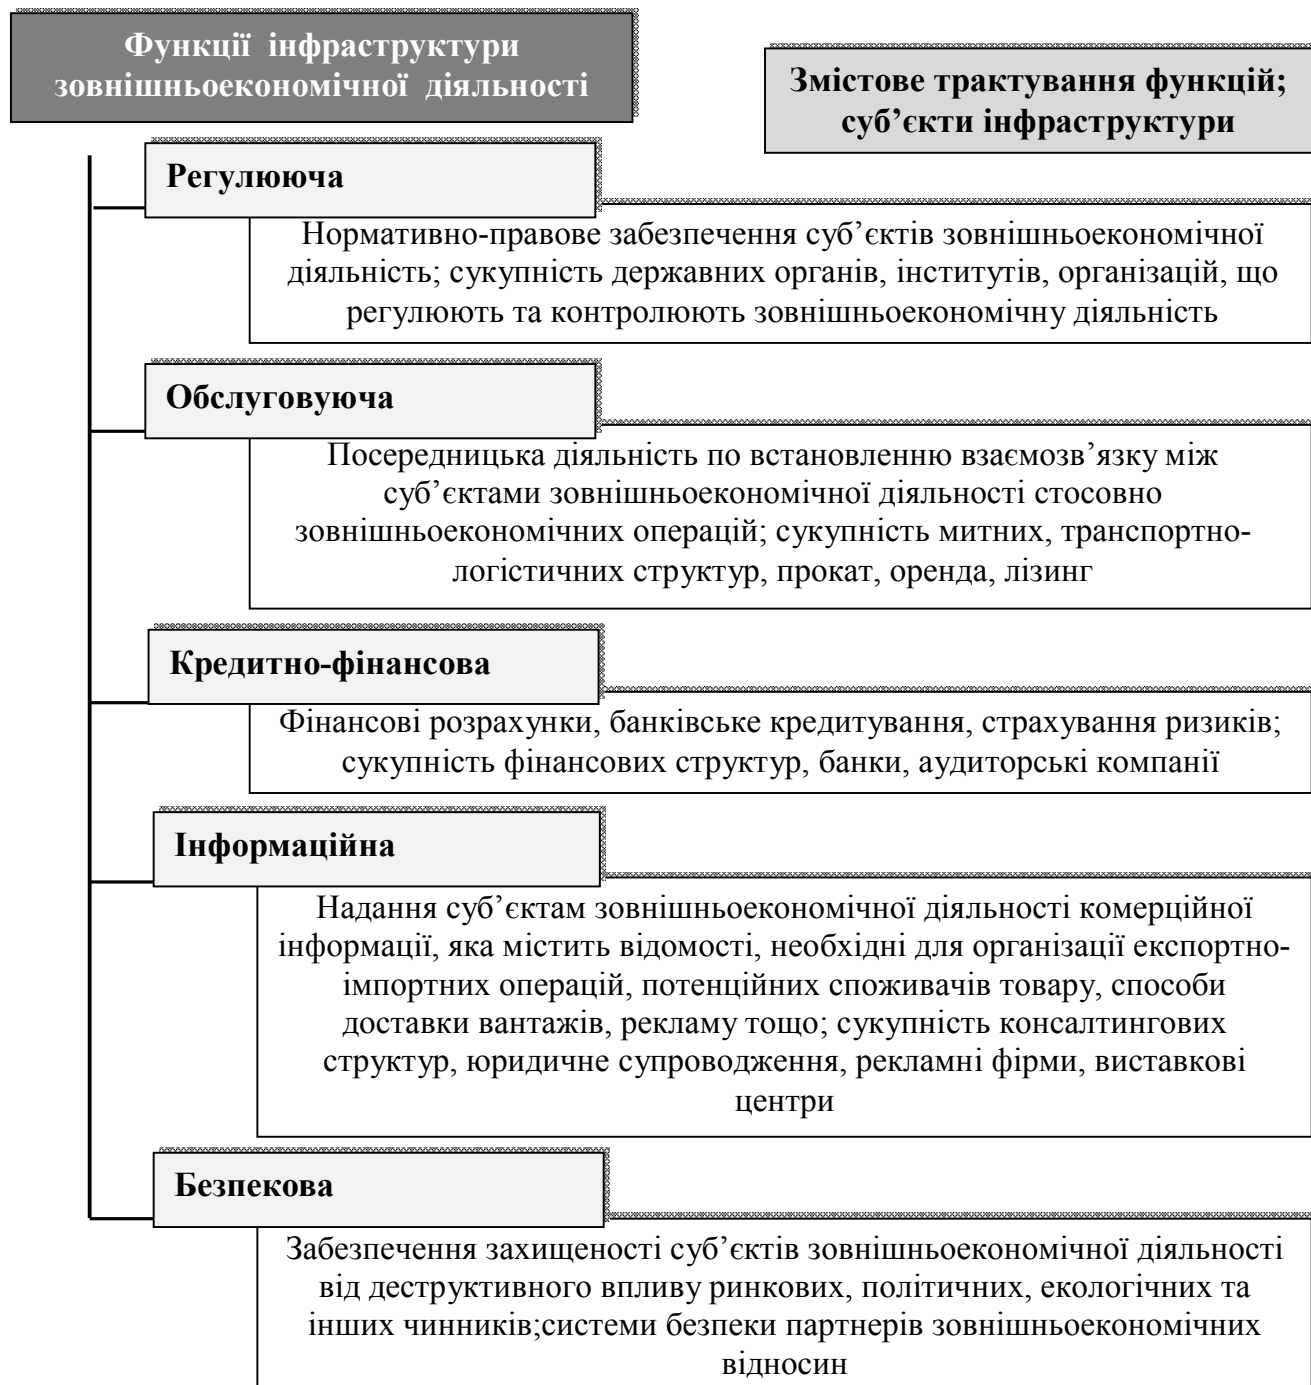 Функції інфраструктури
зовнішньоекономічної діяльності
Змістове трактування функцій;
суб’єкти інфраструктури
Регулююча
Нормативно-правове забезпечення суб’єктів зовнішньоекономічної
діяльність; сукупність державних органів, інститутів, організацій, що
регулюють та контролюють зовнішньоекономічну діяльність
Обслуговуюча
Посередницька діяльність по встановленню взаємозв’язку між
суб’єктами зовнішньоекономічної діяльності стосовно
зовнішньоекономічних операцій; сукупність митних, транспортно-
логістичних структур, прокат, оренда, лізинг
Кредитно-фінансова
Фінансові розрахунки, банківське кредитування, страхування ризиків;
сукупність фінансових структур, банки, аудиторські компанії
Інформаційна
Надання суб’єктам зовнішньоекономічної діяльності комерційної
інформації, яка містить відомості, необхідні для організації експортно-
імпортних операцій, потенційних споживачів товару, способи
доставки вантажів, рекламу тощо; сукупність консалтингових
структур, юридичне супроводження, рекламні фірми, виставкові
центри
Безпекова
Забезпечення захищеності суб’єктів зовнішньоекономічної діяльності
від деструктивного впливу ринкових, політичних, екологічних та
інших чинників;системи безпеки партнерів зовнішньоекономічних
відносин